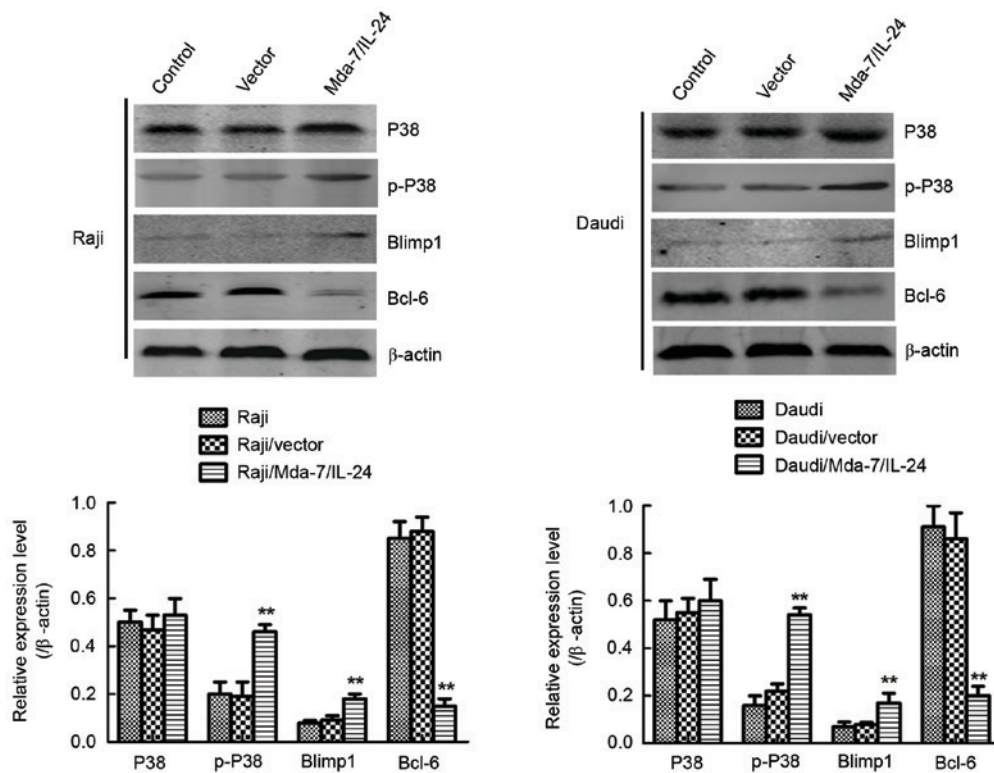 Control
Vector
Mda-7/IL-24
Raji
P38
p-P38
Blimp1
Bcl-6
β-actin
Raji
Raji/vector
Raji/Mda-7/IL-24
Relative expression level
(/β -actin)
1.0
0.8
0.6
0.4
0.2
0.0
**
**
**
P38
p-P38
Blimp1
Bcl-6
Control
Vector
Mda-7/IL-24
Daudi
P38
p-P38
Blimp1
Bcl-6
β-actin
Daudi
Daudi/vector
Daudi/Mda-7/IL-24
Relative expression level
(/β -actin)
1.0
0.8
0.6
0.4
0.2
0.0
**
**
**
P38
p-P38
Blimp1
Bcl-6